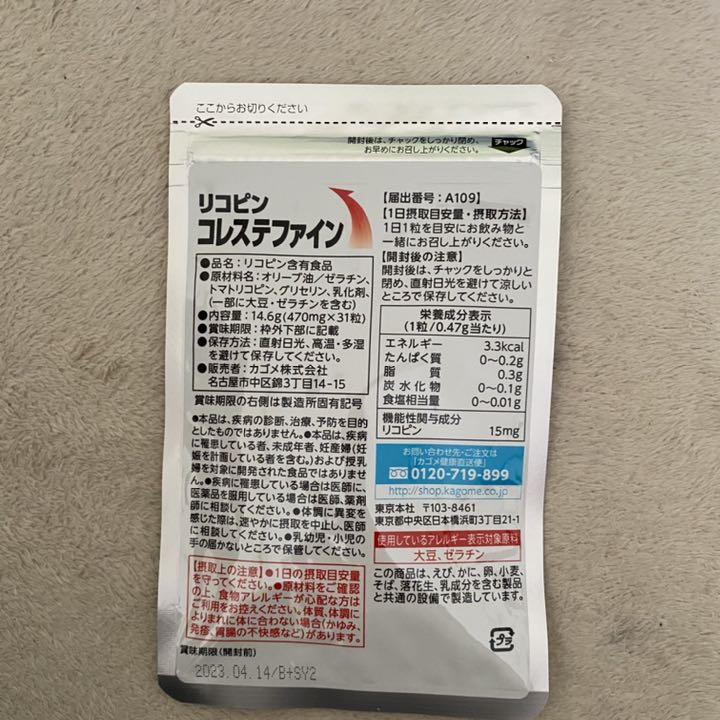 ここからお切りください
開封後は、チャックをしっかり閉め、
お早めにお召し上がりください。
チャック
リコピン
コレステファイン
●品名：リコピン含有食品
●原材料名：オリーブ油／ゼラチン、
トマトリコピン、グリセリン、乳化剤、
(一部に大豆・ゼラチンを含む)
●内容量：14.6g(470mg×31粒)
●賞味期限：枠外下部に記載
●保存方法：直射日光、高温・多湿
を避けて保存してください。
●販売者：カゴメ株式会社
名古屋市中区錦3丁目14-15
賞味期限の右側は製造所固有記号
●本品は、疾病の診断、治療、予防を目的
としたものではありません。●本品は、疾病
に罹患している者、未成年者、妊産婦(妊
娠を計画している者を含む。)および授乳
婦を対象に開発された食品ではありませ
ん。●疾病に罹患している場合は医師に、
医薬品を服用している場合は医師、薬剤
師に相談してください。●体調に異変を
感じた際は、速やかに摂取を中止し、医師
に相談してください。●乳幼児・小児の
手の届かないところで保管してください。
【摂取上の注意】●1日の摂取目安量
を守ってください。●原材料をご確認
の上、食物アレルギーが心配な方は
ご利用をお控えください。体質、体調に
よりまれに体に合わない場合(かゆみ、
発疹、胃腸の不快感など)があります。
賞味期限(開封前)
2023.04.14/B+SY2
【届出番号：A109】
【1日摂取目安量・摂取方法】
1日1粒を目安にお飲み物と
一緒にお召し上がりください。
【開封後の注意】
開封後は、チャックをしっかりと
閉め、直射日光を避けて涼しい
ところで保存してください。
栄養成分表示
(1粒/0.47g当たり)
エネルギー 3.3kcal
たんぱく質 0～0.2g
脂質 0.3g
炭水化物 0～0.1g
食塩相当量 0～0.01g
機能性関与成分
リコピン 15mg
お問い合わせ先・ご注文は
「カゴメ健康直送便」
0120-719-899
http://shop.kagome.co.jp
東京本社 〒103-8461
東京都中央区日本橋浜町3丁目21-1
使用しているアレルギー表示対象原料
大豆、ゼラチン
この商品は、えび、かに、卵、小麦、
そば、落花生、乳成分を含む製品
と共通の設備で製造しています。
プラ